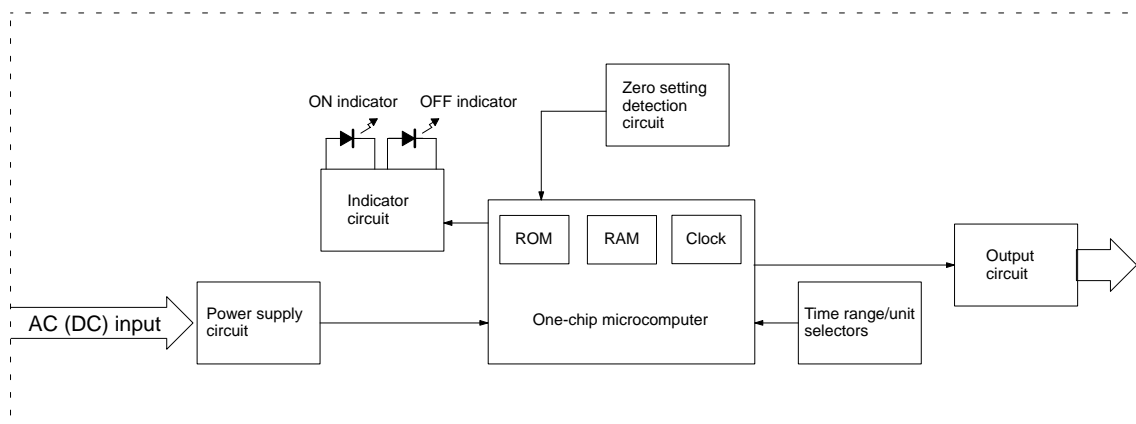 Zero setting
detection
circuit
ON indicator
OFF indicator
Indicator
circuit
ROM
RAM
Clock
Output
circuit
AC (DC) input
Power supply
circuit
One-chip microcomputer
Time range/unit
selectors